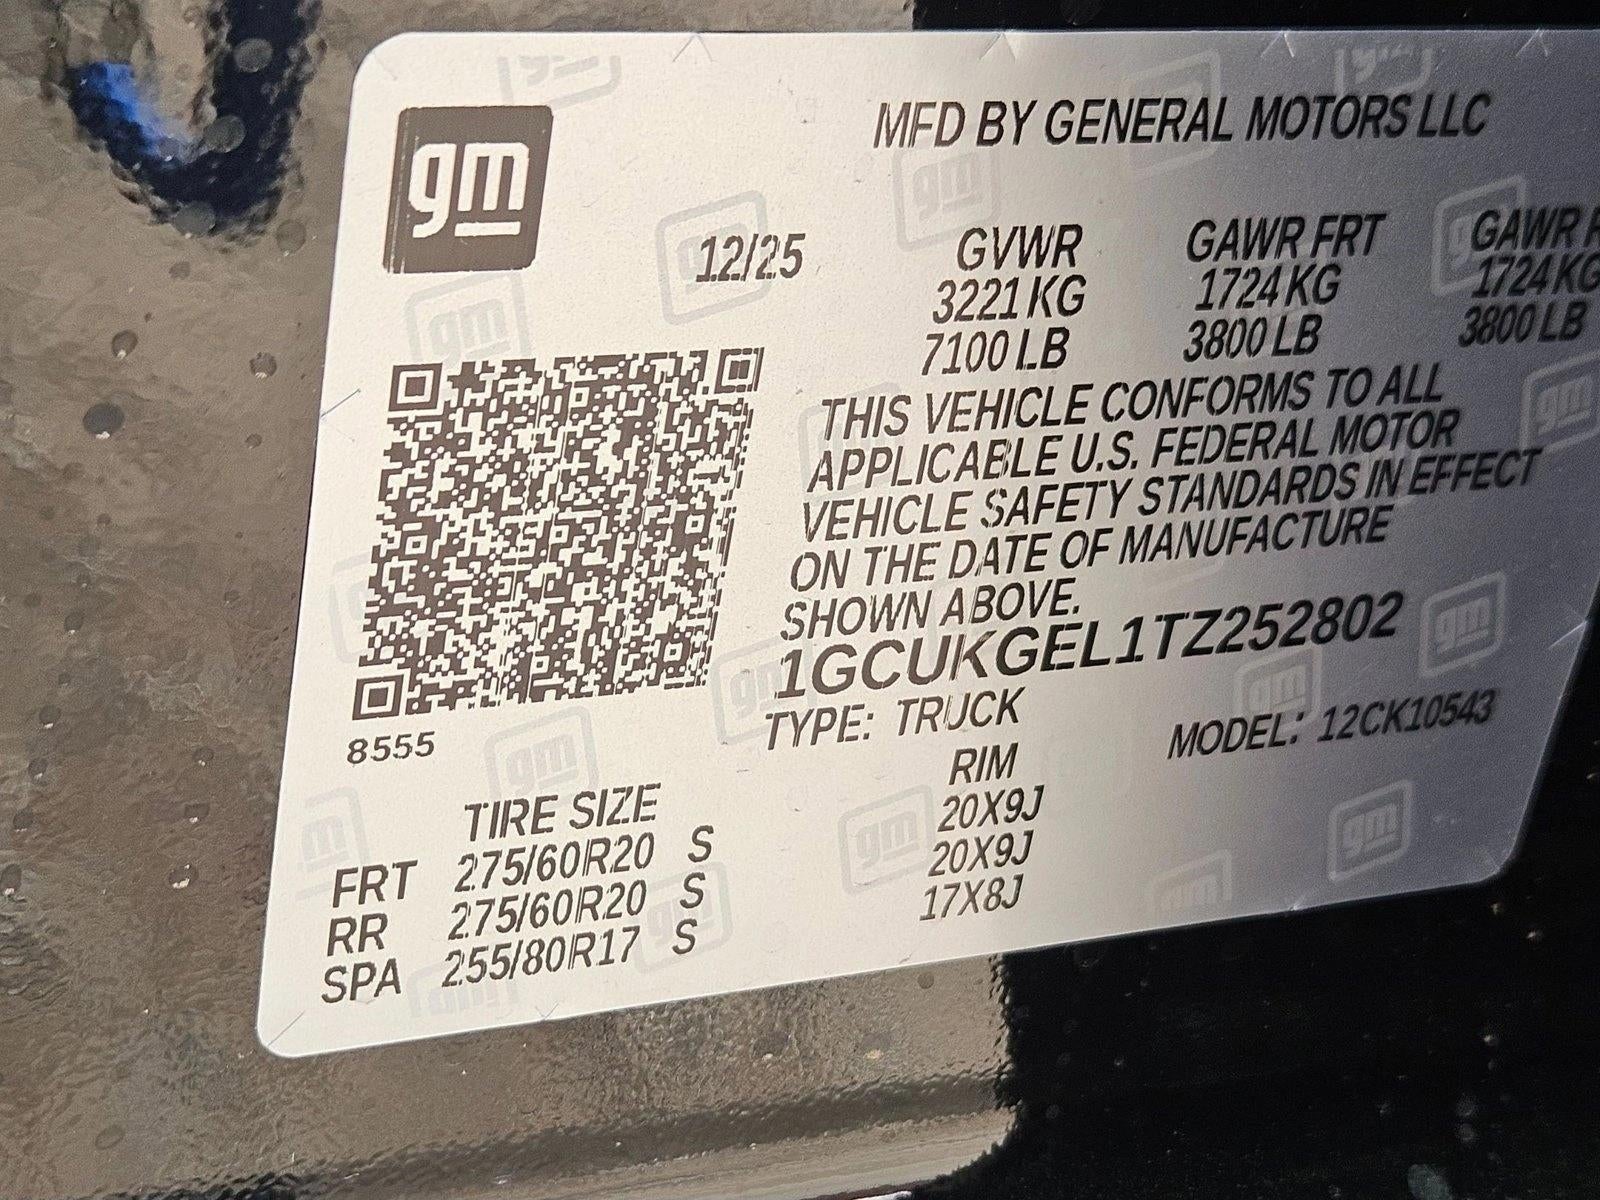 gm
MFD BY GENERAL MOTORS LLC
12/25 GVWR GAWR FRT GAWR
3221 KG 1724 KG 1724 KG
7100 LB 3800 LB 3800 LB
THIS VEHICLE CONFORMS TO ALL
APPLICABLE U.S. FEDERAL MOTOR
VEHICLE SAFETY STANDARDS IN EFFECT
ON THE DATE OF MANUFACTURE
SHOWN ABOVE.
1GCUKGEL1TZ252802
TYPE: TRUCK MODEL: 12CK10543
8555
TIRE SIZE RIM
FRT 275/60R20 S 20X9J
RR 275/60R20 S 20X9J
SPA 255/80R17 S 17X8J